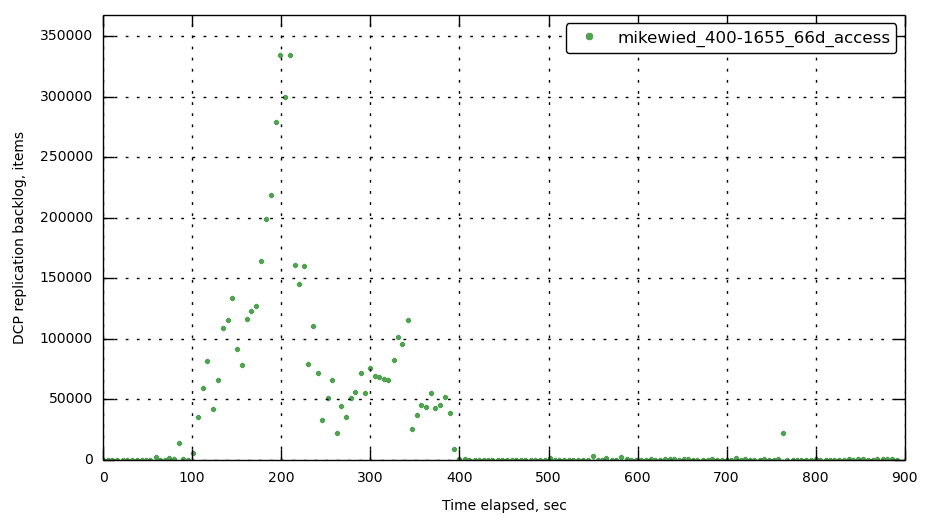 mikewied_400-1655_66d_access
DCP replication backlog, items
350000
300000
250000
200000
150000
100000
50000
0
0 100 200 300 400 500 600 700 800 900
Time elapsed, sec